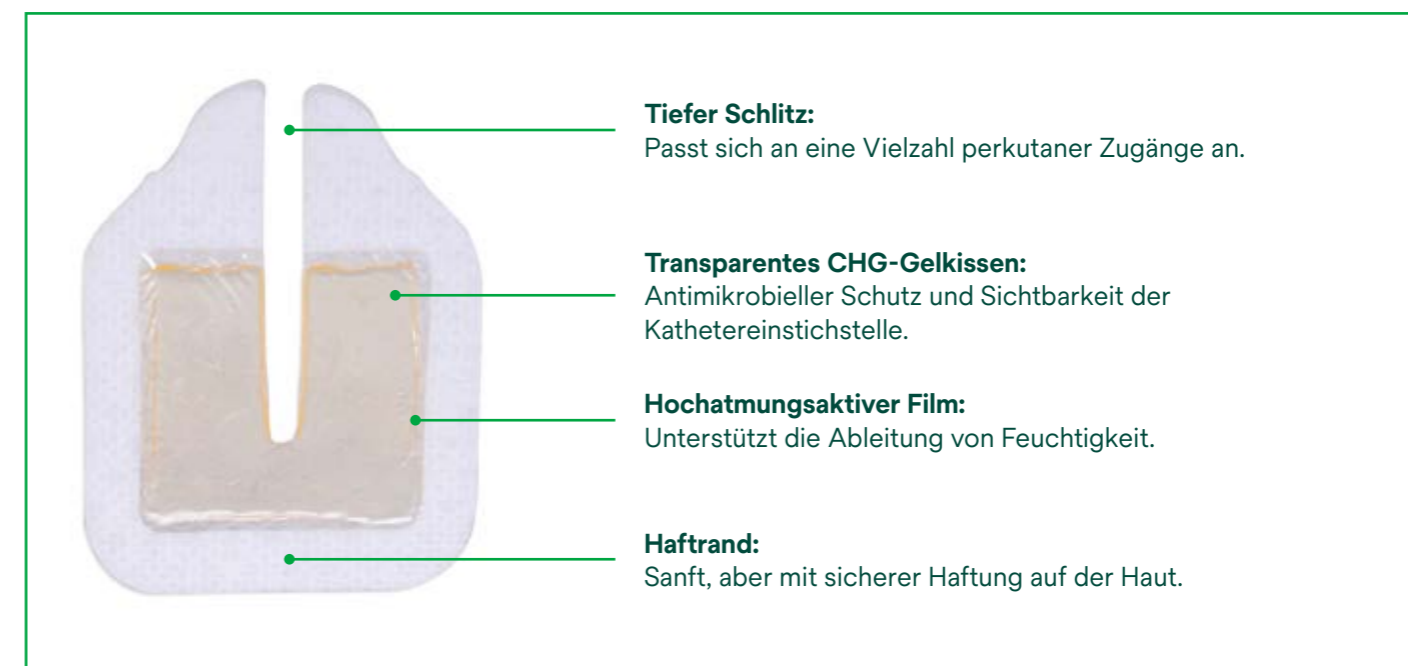 Tiefer Schlitz:
Passt sich an eine Vielzahl perkutaner Zugänge an.
Transparentes CHG-Gelkissen:
Antimikrobieller Schutz und Sichtbarkeit der
Kathetereinstichstelle.
Hochatmungsaktiver Film:
Unterstützt die Ableitung von Feuchtigkeit.
Haftrand:
Sanft, aber mit sicherer Haftung auf der Haut.